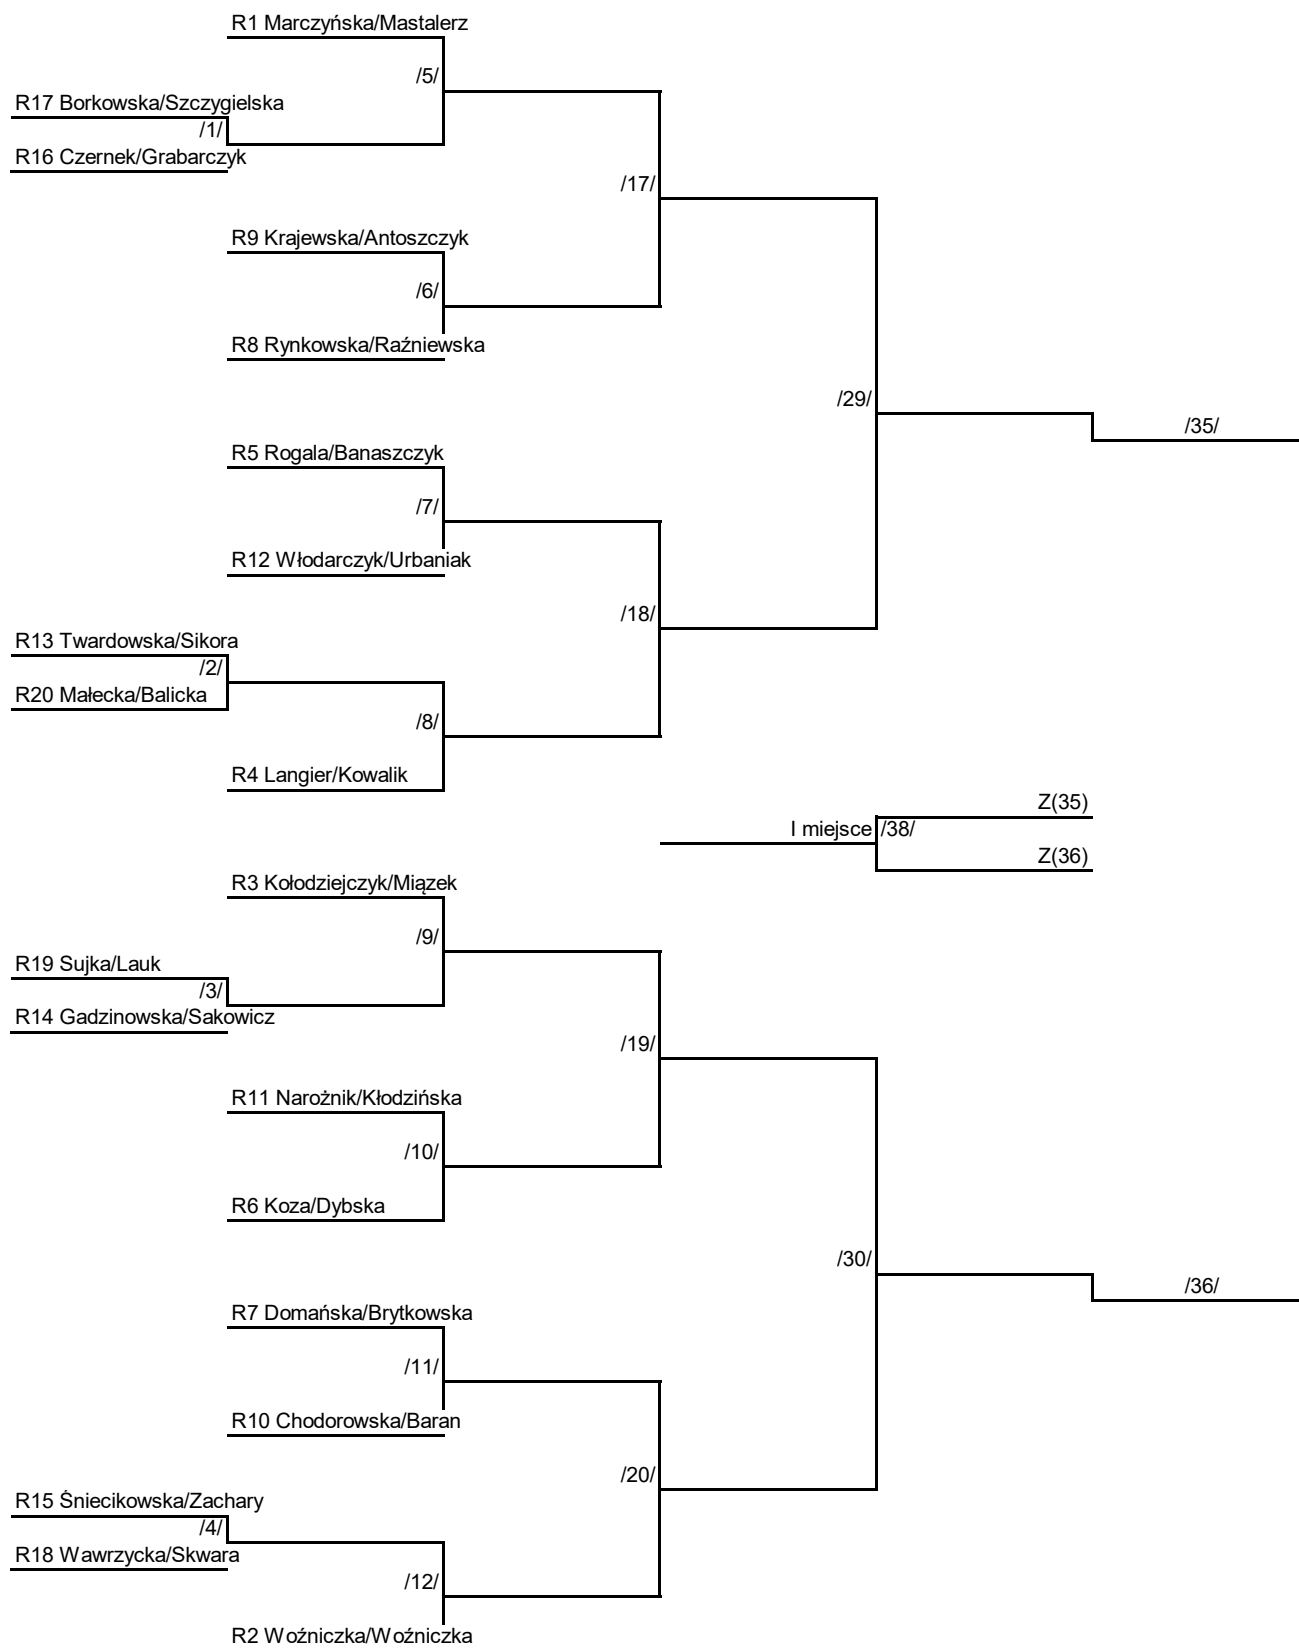 R1 Marczyńska/Mastalerz
/5/
R17 Borkowska/Szczygielska
/1/
R16 Czernek/Grabarczyk
/17/
R9 Krajewska/Antoszczyk
/6/
R8 Rynkowska/Raźniewska
/29/
/35/
R5 Rogala/Banaszczyk
/7/
R12 Włodarczyk/Urbaniak
/18/
R13 Twardowska/Sikora
/2/
R20 Małecka/Balicka
/8/
R4 Langier/Kowalik
Z(35)
I miejsce /38/
Z(36)
R3 Kołodziejczyk/Miązek
/9/
R19 Sujka/Lauk
/3/
R14 Gadzinowska/Sakowicz
/19/
R11 Narożnik/Kłodzińska
/10/
R6 Koza/Dybska
/30/
/36/
R7 Domańska/Brytkowska
/11/
R10 Chodorowska/Baran
/20/
R15 Śniecikowska/Zachary
/4/
R18 Wawrzycka/Skwara
/12/
R2 Woźniczka/Woźniczka